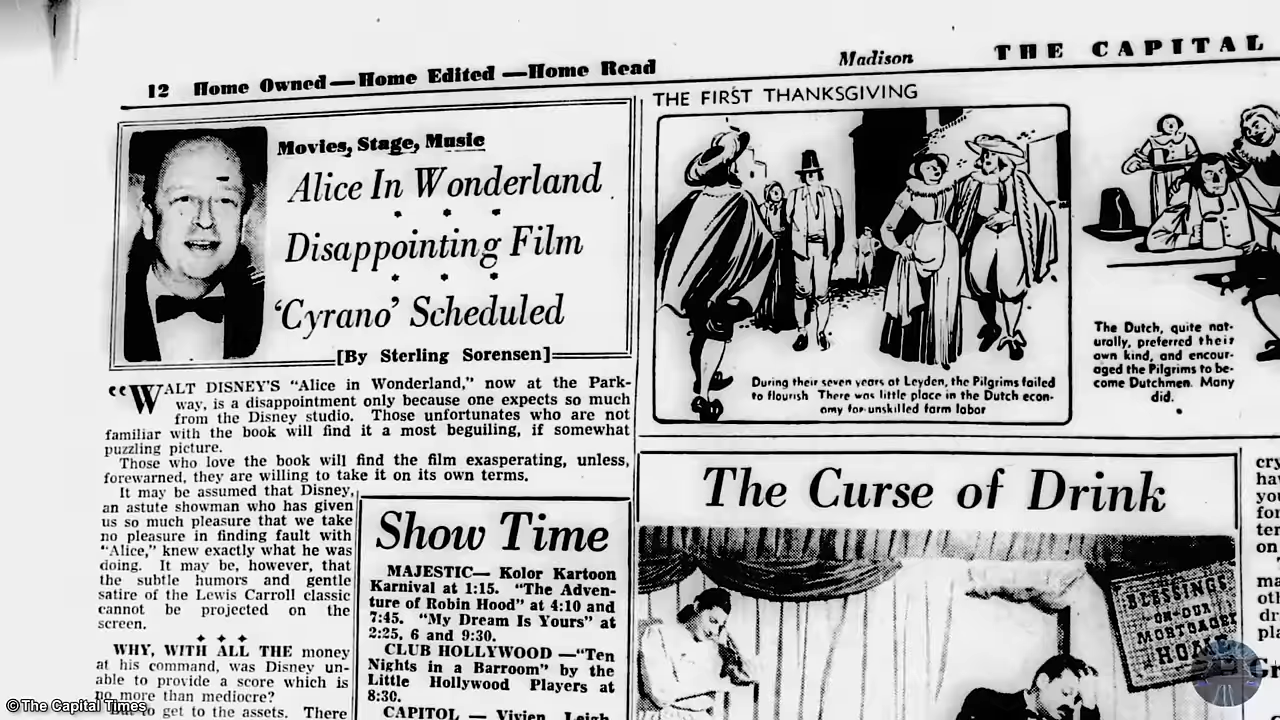 12 Home Owned—Home Edited—Home Read
Madison
THE CAPITAL
Movies, Stage, Music
Alice In Wonderland
Disappointing Film
'Cyrano' Scheduled
[By Sterling Sorensen]
"WALT DISNEY'S "Alice in Wonderland," now at the Park-
way, is a disappointment only because one expects so much
from the Disney studio. Those unfortunates who are not
familiar with the book will find it a most beguiling, if somewhat
puzzling picture.
Those who love the book will find the film exasperating, unless,
forewarned, they are willing to take it on its own terms.
It may be assumed that Disney,
an astute showman who has given
us so much pleasure that we take
no pleasure in finding fault with
"Alice," knew exactly what he was
doing. It may be, however, that
the subtle humors and gentle
satire of the Lewis Carroll classic
cannot be projected on the
screen.
WHY, WITH ALL THE money
at his command, was Disney un-
able to provide a score which is
no more than mediocre?
But to get to the assets. There
Show Time
MAJESTIC— Kolor Kartoon
Karnival at 1:15. "The Adven-
ture of Robin Hood" at 4:10 and
7:45. "My Dream Is Yours" at
2:25, 6 and 9:30.
CLUB HOLLYWOOD —"Ten
Nights in a Barroom" by the
Little Hollywood Players at
8:30.
CAPITOL — Vivien Leigh,
THE FIRST THANKSGIVING
During their seven years at Leyden, the Pilgrims failed
to flourish There was little place in the Dutch econ-
omy for unskilled farm labor
The Dutch, quite nat-
urally, preferred their
own kind, and encour-
aged the Pilgrims to be-
come Dutchmen. Many
did.
The Curse of Drink
BLESSINGS
ON OUR
MORTGAGED
HOME
© The Capital Times